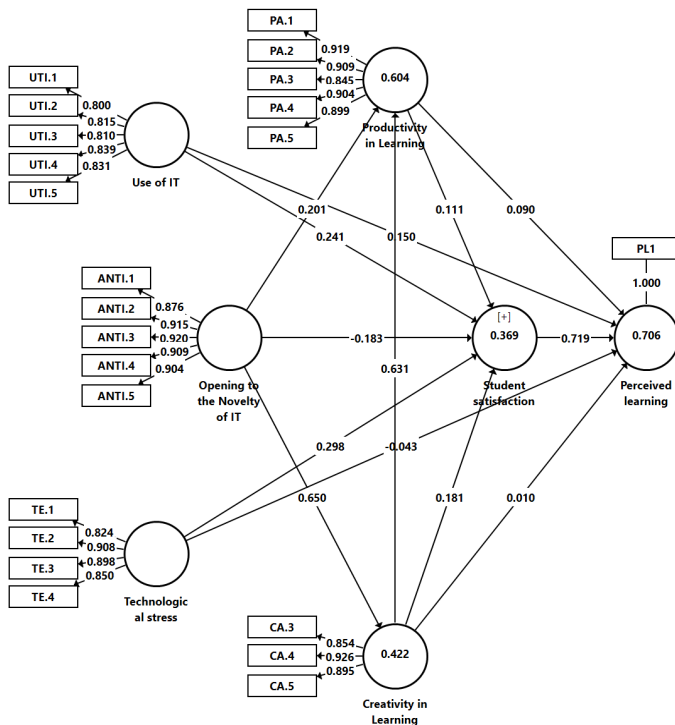 PA.1
PA.2
PA.3
PA.4
PA.5
0.919
0.909
0.845
0.904
0.899
0.604
Productivity
in Learning
UTI.1
UTI.2
UTI.3
UTI.4
UTI.5
0.800
0.815
0.810
0.839
0.831
Use of IT
0.201
0.241
0.111
0.150
0.090
PL1
1.000
ANTI.1
ANTI.2
ANTI.3
ANTI.4
ANTI.5
0.876
0.915
0.920
0.909
0.904
Opening to
the Novelty
of IT
-0.183
[+]
0.369
Student
satisfaction
0.719
0.706
Perceived
learning
0.631
0.298
-0.043
0.650
0.181
0.010
TE.1
TE.2
TE.3
TE.4
0.824
0.908
0.898
0.850
Technologic
al stress
CA.3
CA.4
CA.5
0.854
0.926
0.895
0.422
Creativity in
Learning